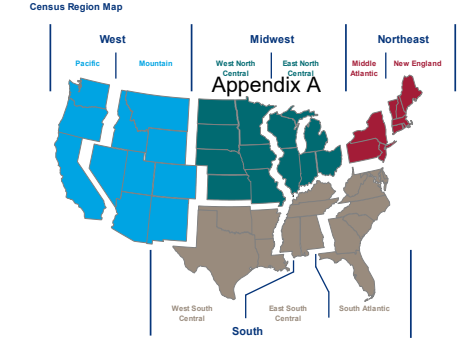 Census Region Map
West
Midwest
Northeast
Pacific
Mountain
West North
Central
East North
Central
Middle
Atlantic
New England
Appendix A
West South
Central
East South
Central
South Atlantic
South